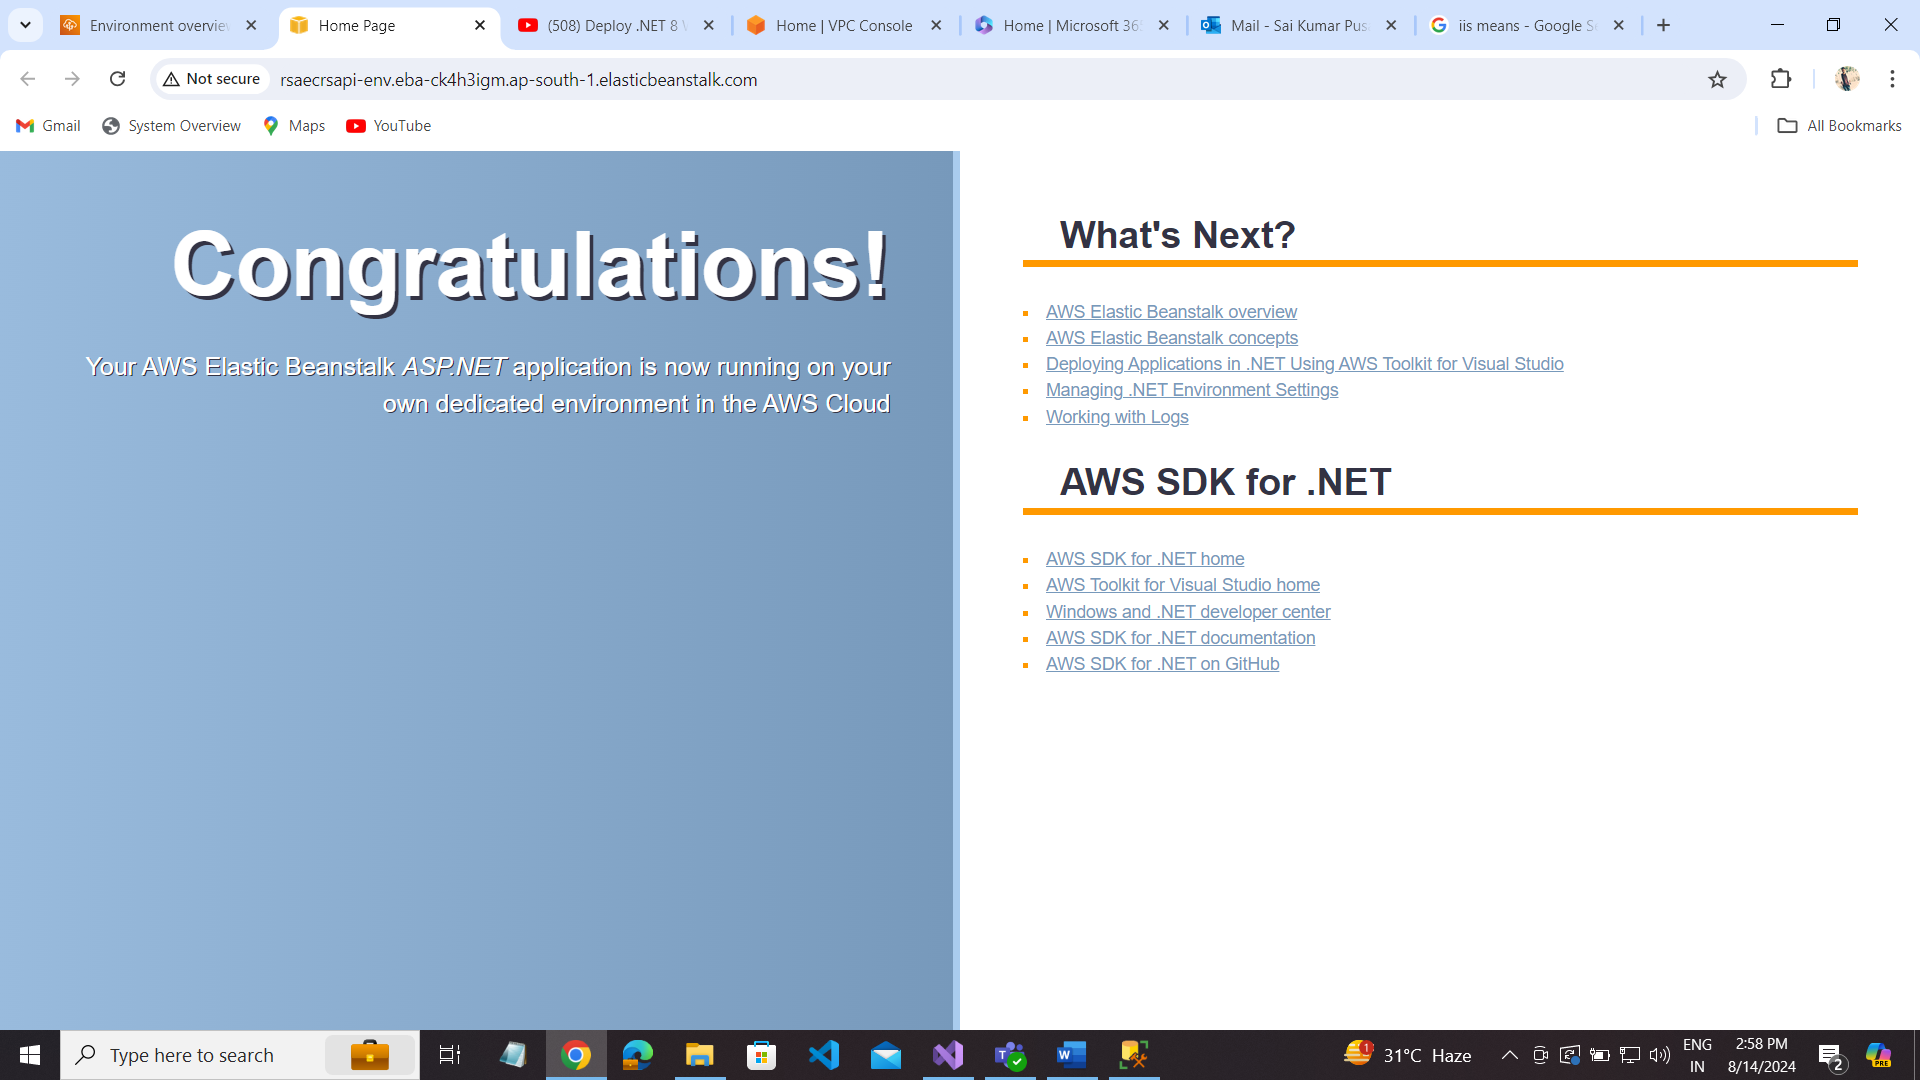 Environment overvie
Home Page
(508) Deploy .NET 8 
Home | VPC Console
Home | Microsoft 36
Mail - Sai Kumar Pus
iis means - Google S
Not secure
rsaecrsapi-env.eba-ck4h3igm.ap-south-1.elasticbeanstalk.com
Gmail
System Overview
Maps
YouTube
All Bookmarks
Congratulations!
Your AWS Elastic Beanstalk ASP.NET application is now running on your
own dedicated environment in the AWS Cloud
What's Next?
AWS Elastic Beanstalk overview
AWS Elastic Beanstalk concepts
Deploying Applications in .NET Using AWS Toolkit for Visual Studio
Managing .NET Environment Settings
Working with Logs
AWS SDK for .NET
AWS SDK for .NET home
AWS Toolkit for Visual Studio home
Windows and .NET developer center
AWS SDK for .NET documentation
AWS SDK for .NET on GitHub
Type here to search
1
31°C Haze
ENG
IN
2:58 PM
8/14/2024
2
PRE